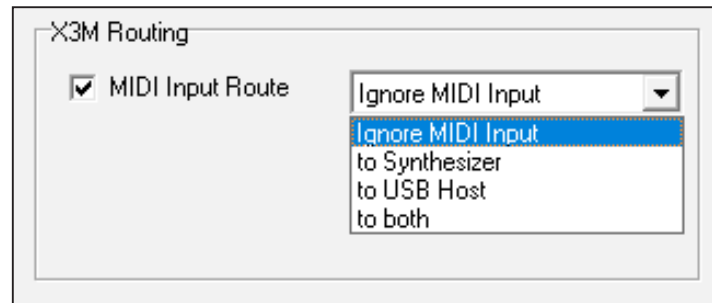 X3M Routing
MIDI Input Route
Ignore MIDI Input
Ignore MIDI Input
to Synthesizer
to USB Host
to both